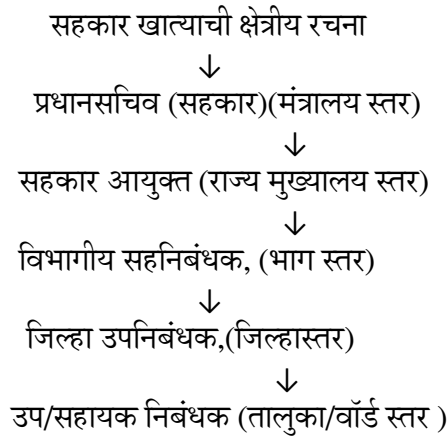 सहकार खात्याची क्षेत्रीय रचना
↓
प्रधानसचिव (सहकार)(मंत्रालय स्तर)
↓
सहकार आयुक्त (राज्य मुख्यालय स्तर)
↓
विभागीय सहनिबंधक, (भाग स्तर)
↓
जिल्हा उपनिबंधक,(जिल्हास्तर)
↓
उप/सहायक निबंधक (तालुका/वॉर्ड स्तर )